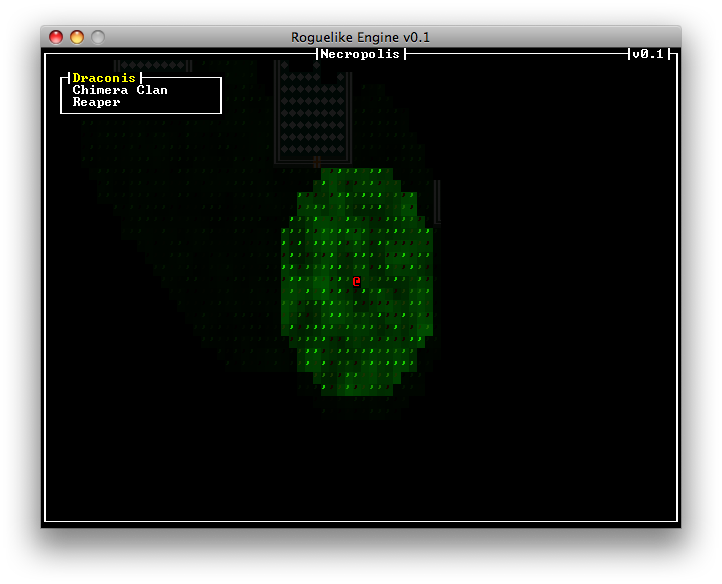 Roguelike Engine v0.1
Necropolis
v0.1
Draconis
Chimera Clan
Reaper